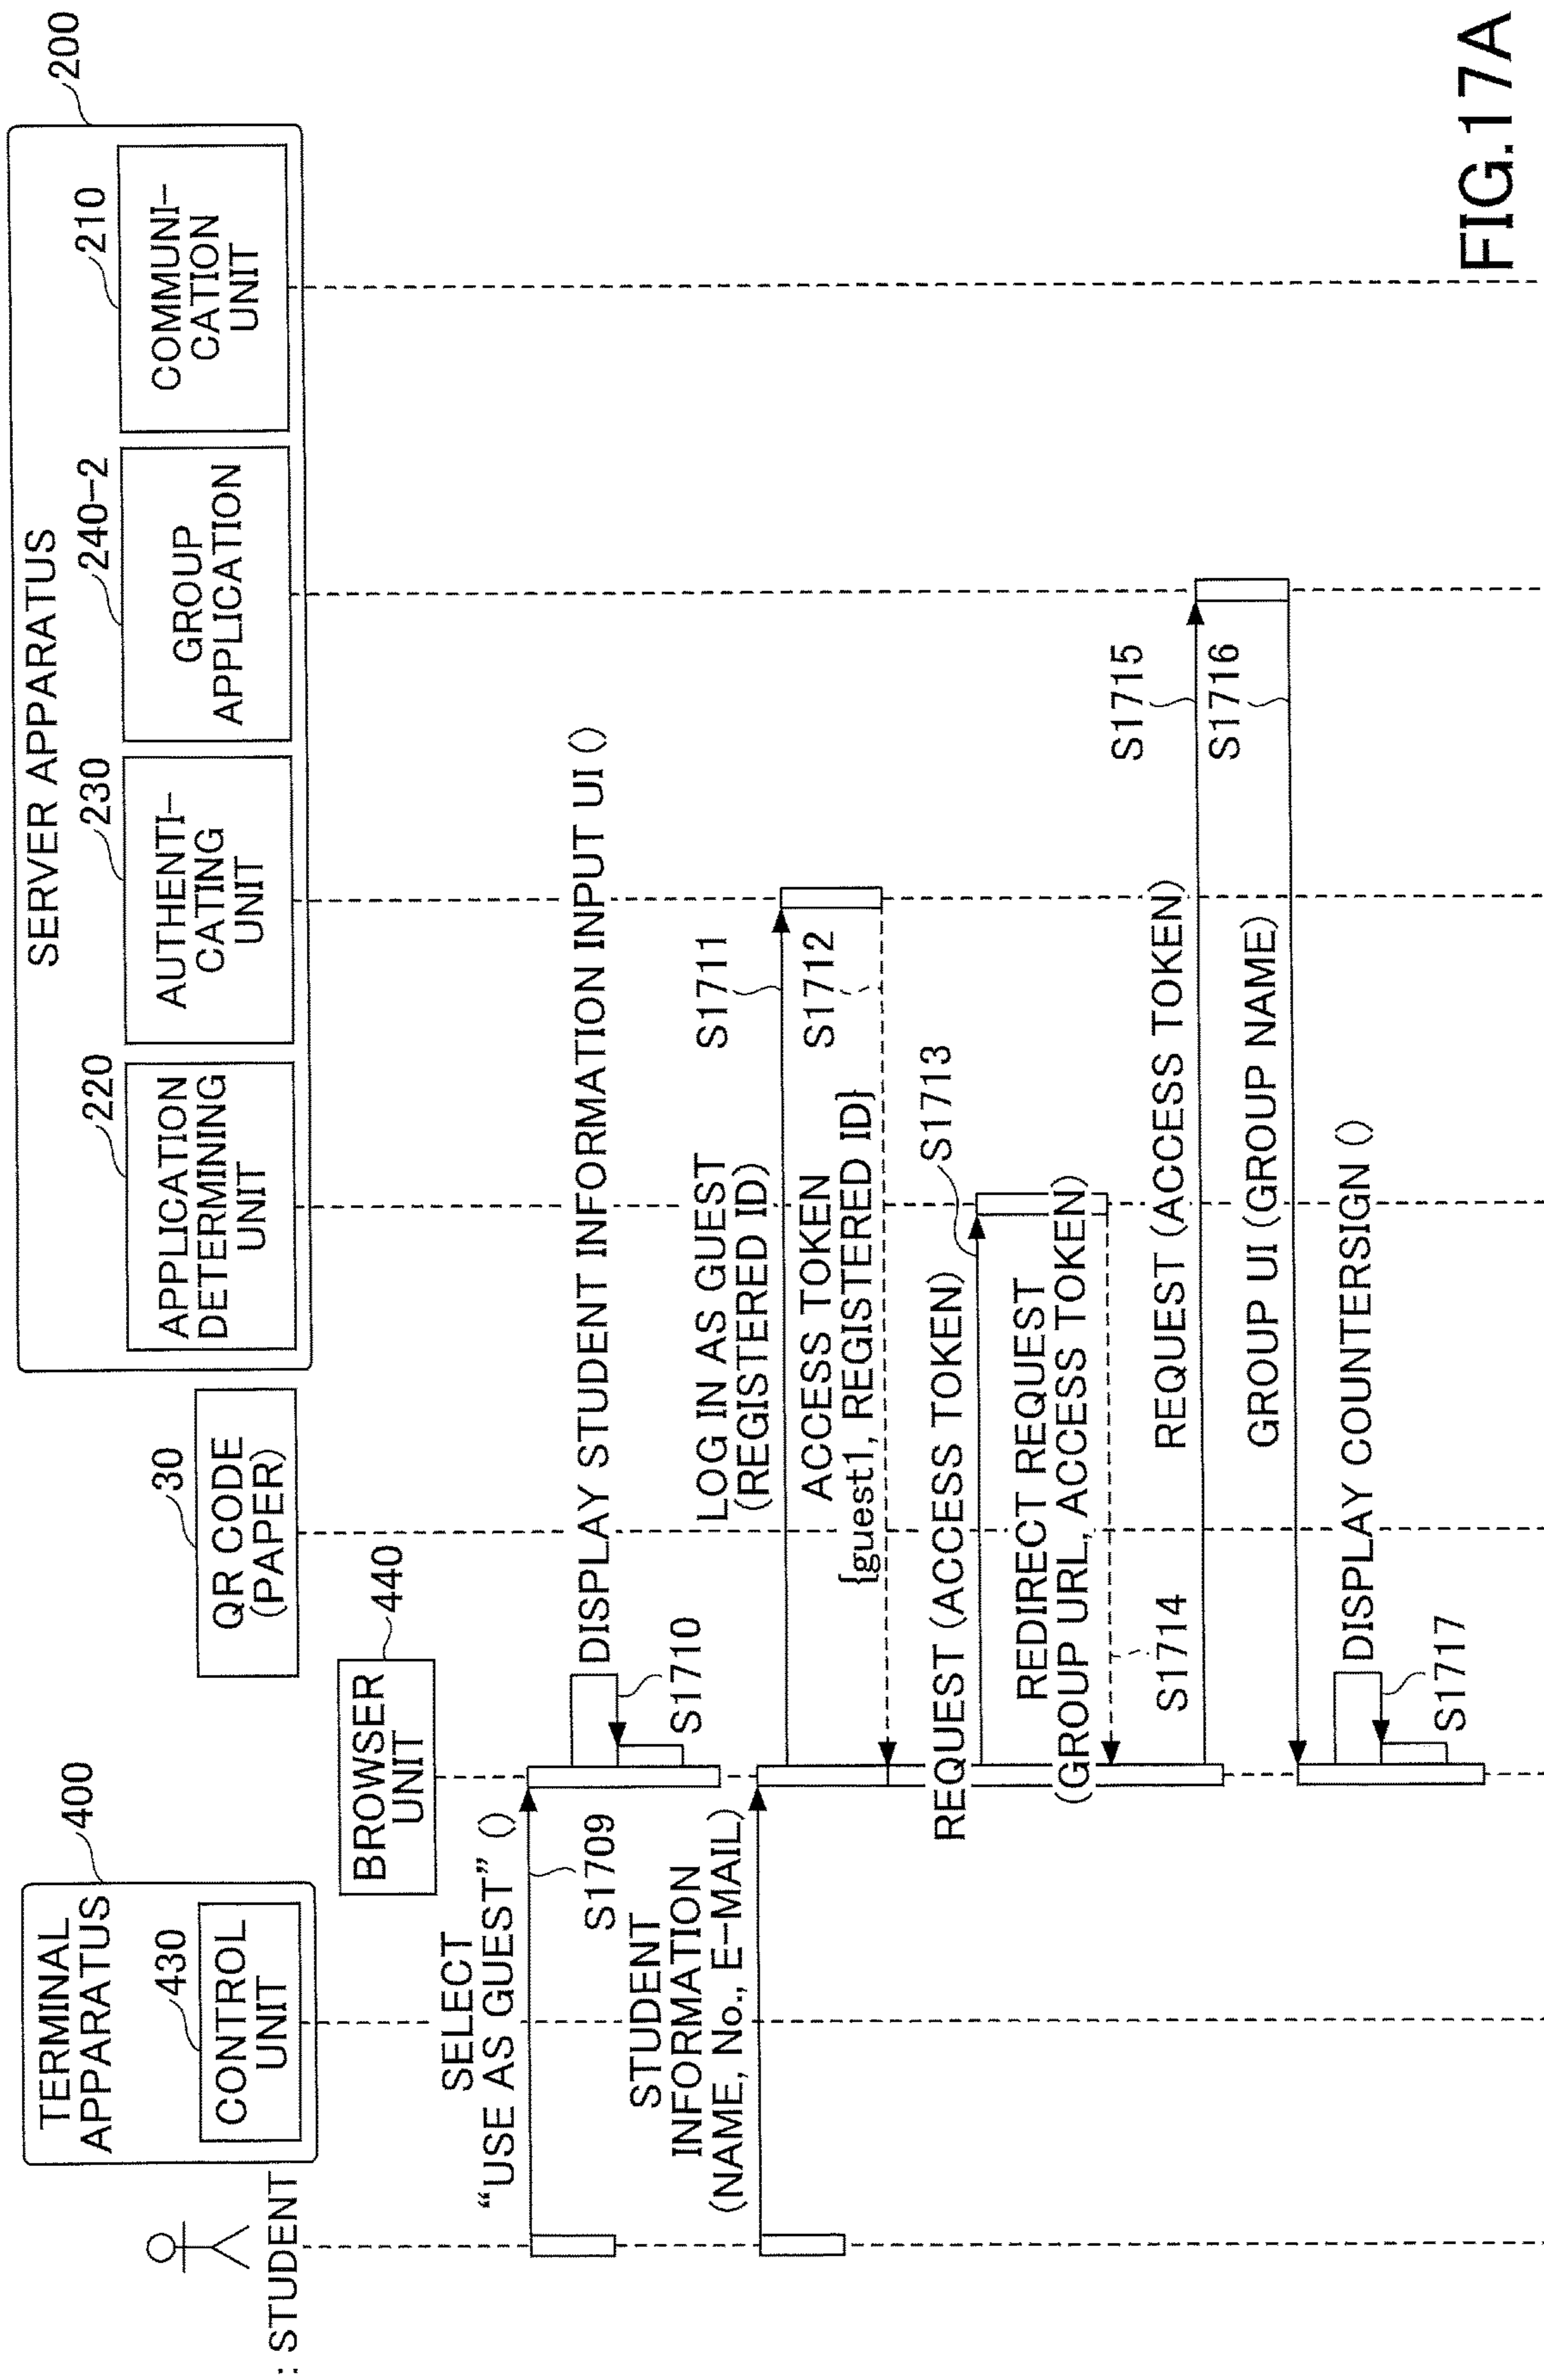 : STUDENT
TERMINAL
APPARATUS
400
430
CONTROL
UNIT
BROWSER
UNIT
440
30
QR CODE
(PAPER)
SERVER APPARATUS
200
220
APPLICATION
DETERMINING
UNIT
230
AUTHENTI-
CATING
UNIT
240-2
GROUP
APPLICATION
210
COMMUNI-
CATION
UNIT
SELECT
“USE AS GUEST” ()
S1709
DISPLAY STUDENT INFORMATION INPUT UI ()
S1710
STUDENT
INFORMATION
(NAME, No., E-MAIL)
LOG IN AS GUEST
(REGISTERED ID)
S1711
ACCESS TOKEN
{guest1, REGISTERED ID}
S1712
REQUEST (ACCESS TOKEN)
S1713
REDIRECT REQUEST
(GROUP URL, ACCESS TOKEN)
S1714
REQUEST (ACCESS TOKEN)
S1715
GROUP UI (GROUP NAME)
S1716
DISPLAY COUNTERSIGN ()
S1717
FIG.17A